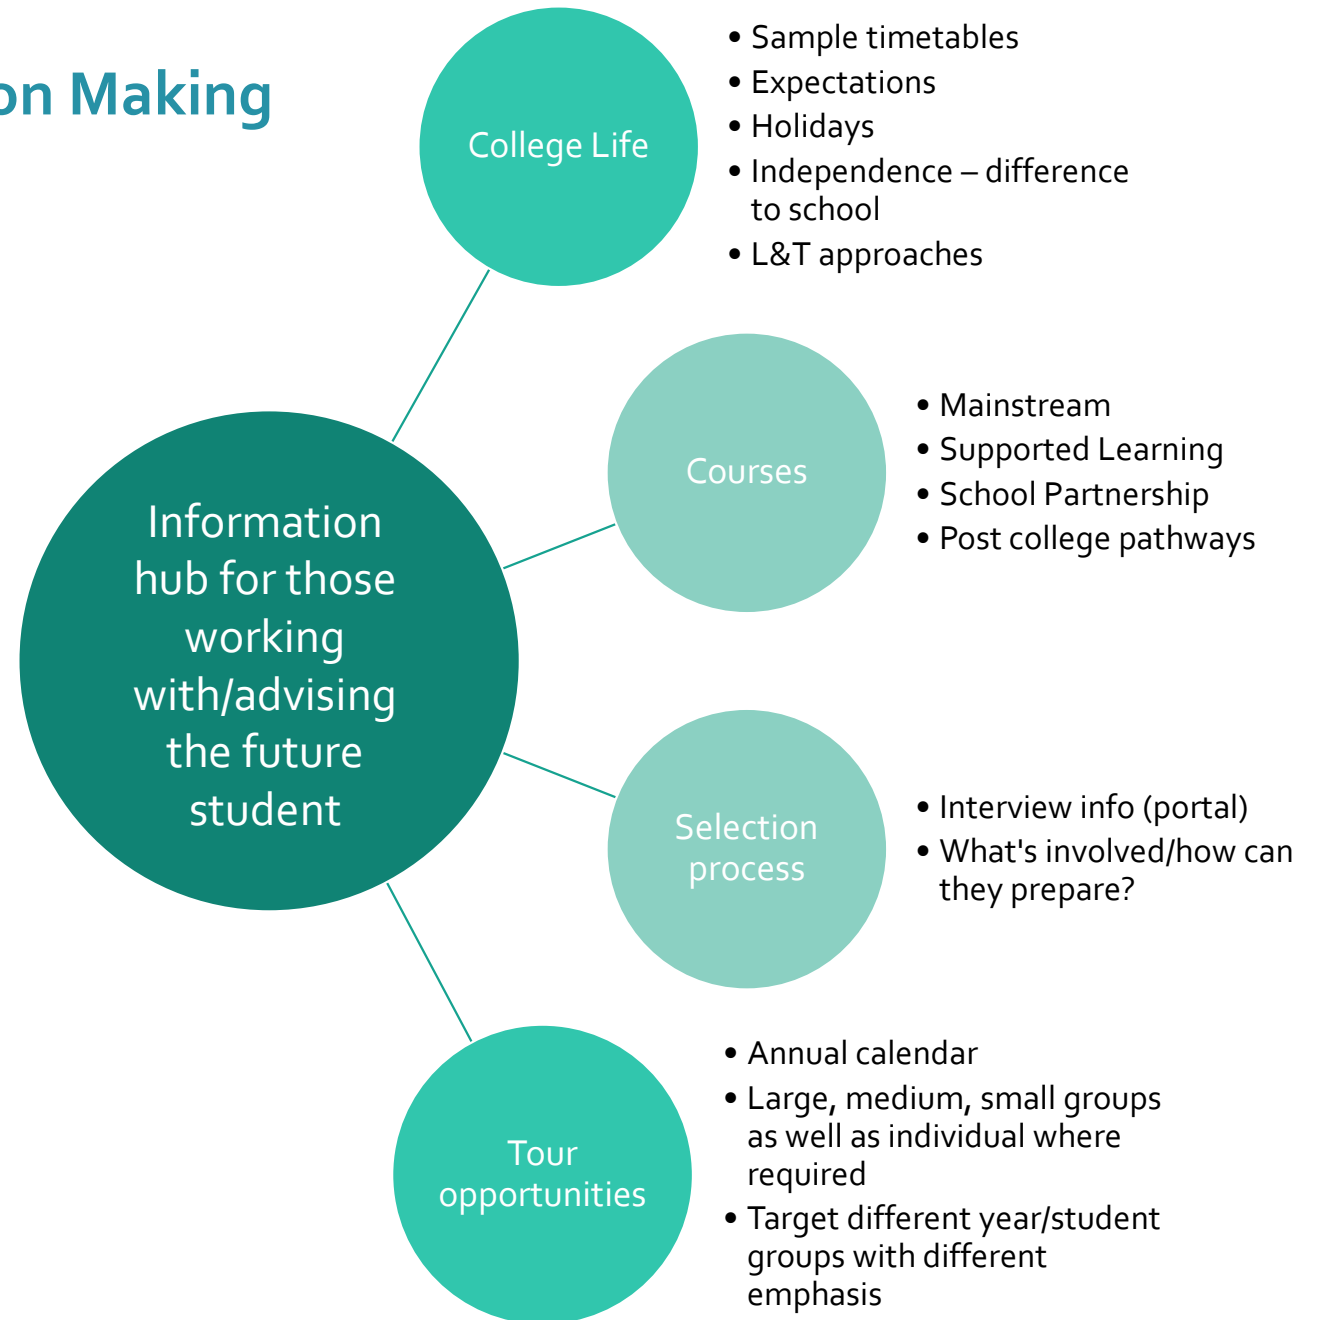 on Making
College Life
• Sample timetables
• Expectations
• Holidays
• Independence – difference
to school
• L&T approaches
Courses
• Mainstream
• Supported Learning
• School Partnership
• Post college pathways
Information
hub for those
working
with/advising
the future
student
Selection
process
• Interview info (portal)
• What's involved/how can
they prepare?
Tour
opportunities
• Annual calendar
• Large, medium, small groups
as well as individual where
required
• Target different year/student
groups with different
emphasis